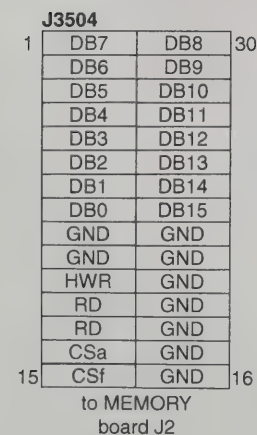 J3504
1 DB7 DB8 30
DB6 DB9
DB5 DB10
DB4 DB11
DB3 DB12
DB2 DB13
DB1 DB14
DB0 DB15
GND GND
GND GND
HWR GND
RD GND
RD GND
CSa GND
15 CSf GND 16
to MEMORY
board J2